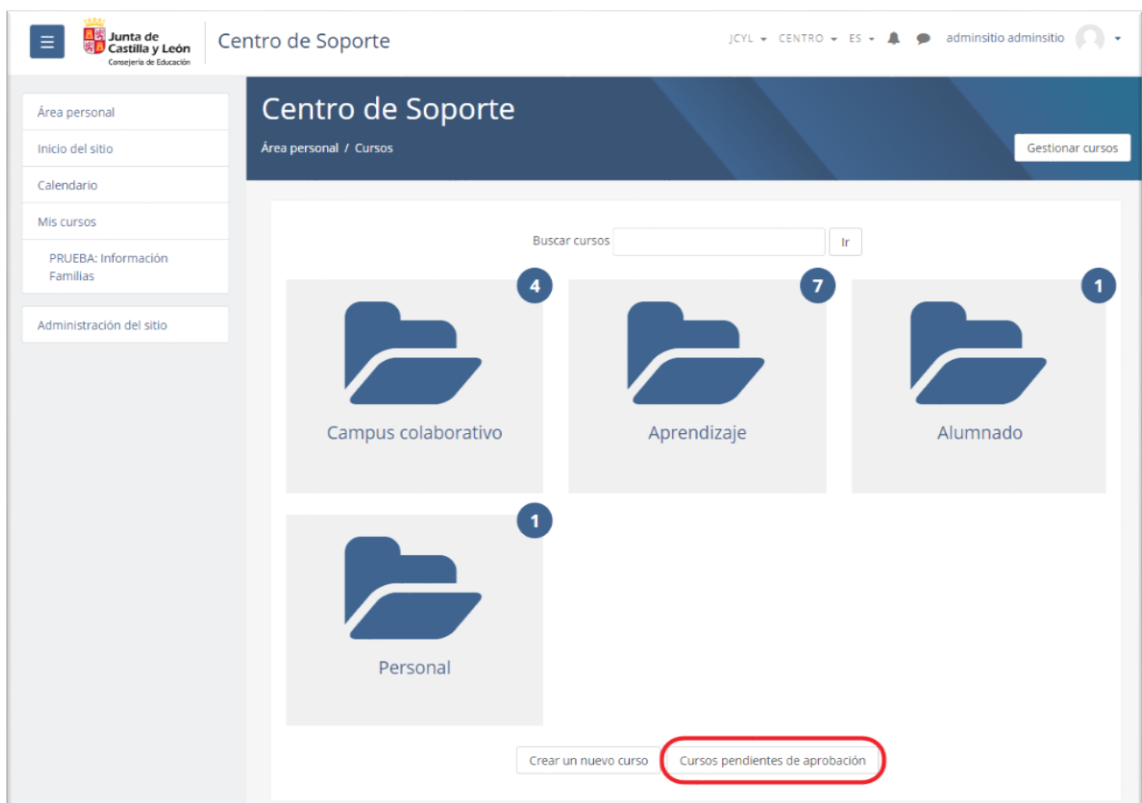 Junta de
Castilla y León
Consejería de Educación
Centro de Soporte
JCYL CENTRO ES adminsitio adminsitio
Área personal
Inicio del sitio
Calendario
Mis cursos
PRUEBA: Información
Familias
Administración del sitio
Centro de Soporte
Área personal / Cursos
Gestionar cursos
Buscar cursos Ir
4
Campus colaborativo
7
Aprendizaje
1
Alumnado
1
Personal
Crear un nuevo curso Cursos pendientes de aprobación